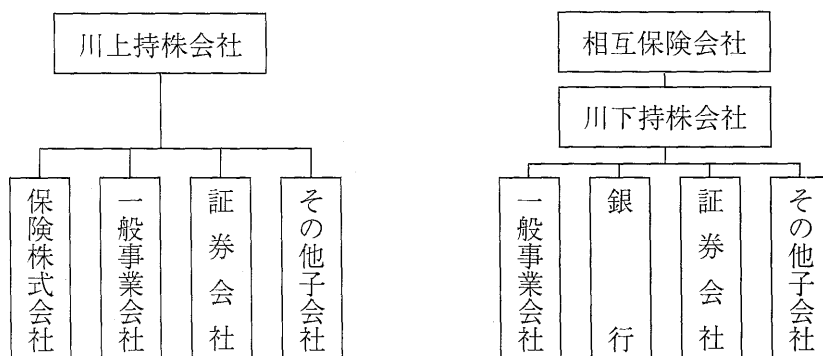 川上持株会社
保険株式会社
一般事業会社
証券会社
その他子会社
相互保険会社
川下持株会社
一般事業会社
銀行
証券会社
その他子会社